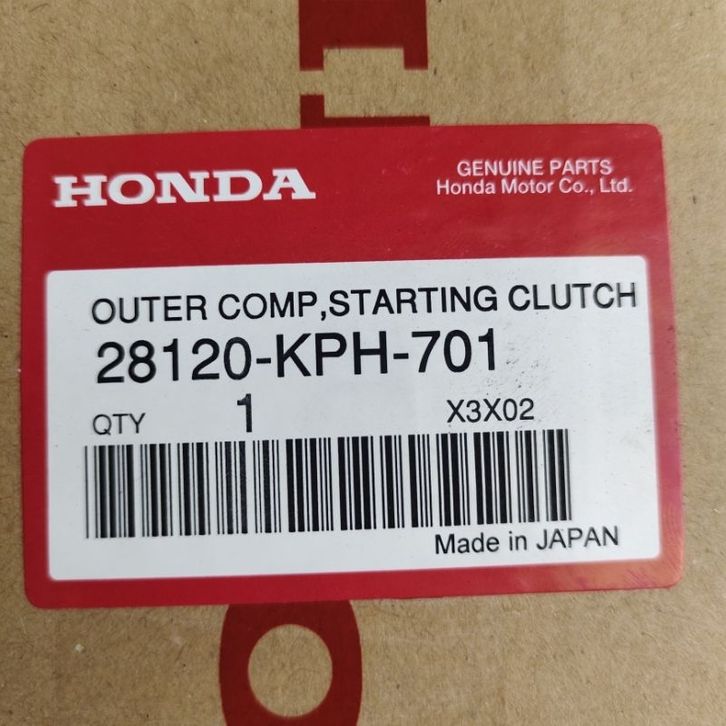 HONDA
GENUINE PARTS
Honda Motor Co., Ltd.
OUTER COMP,STARTING CLUTCH
28120-KPH-701
QTY 1 X3X02
Made in JAPAN